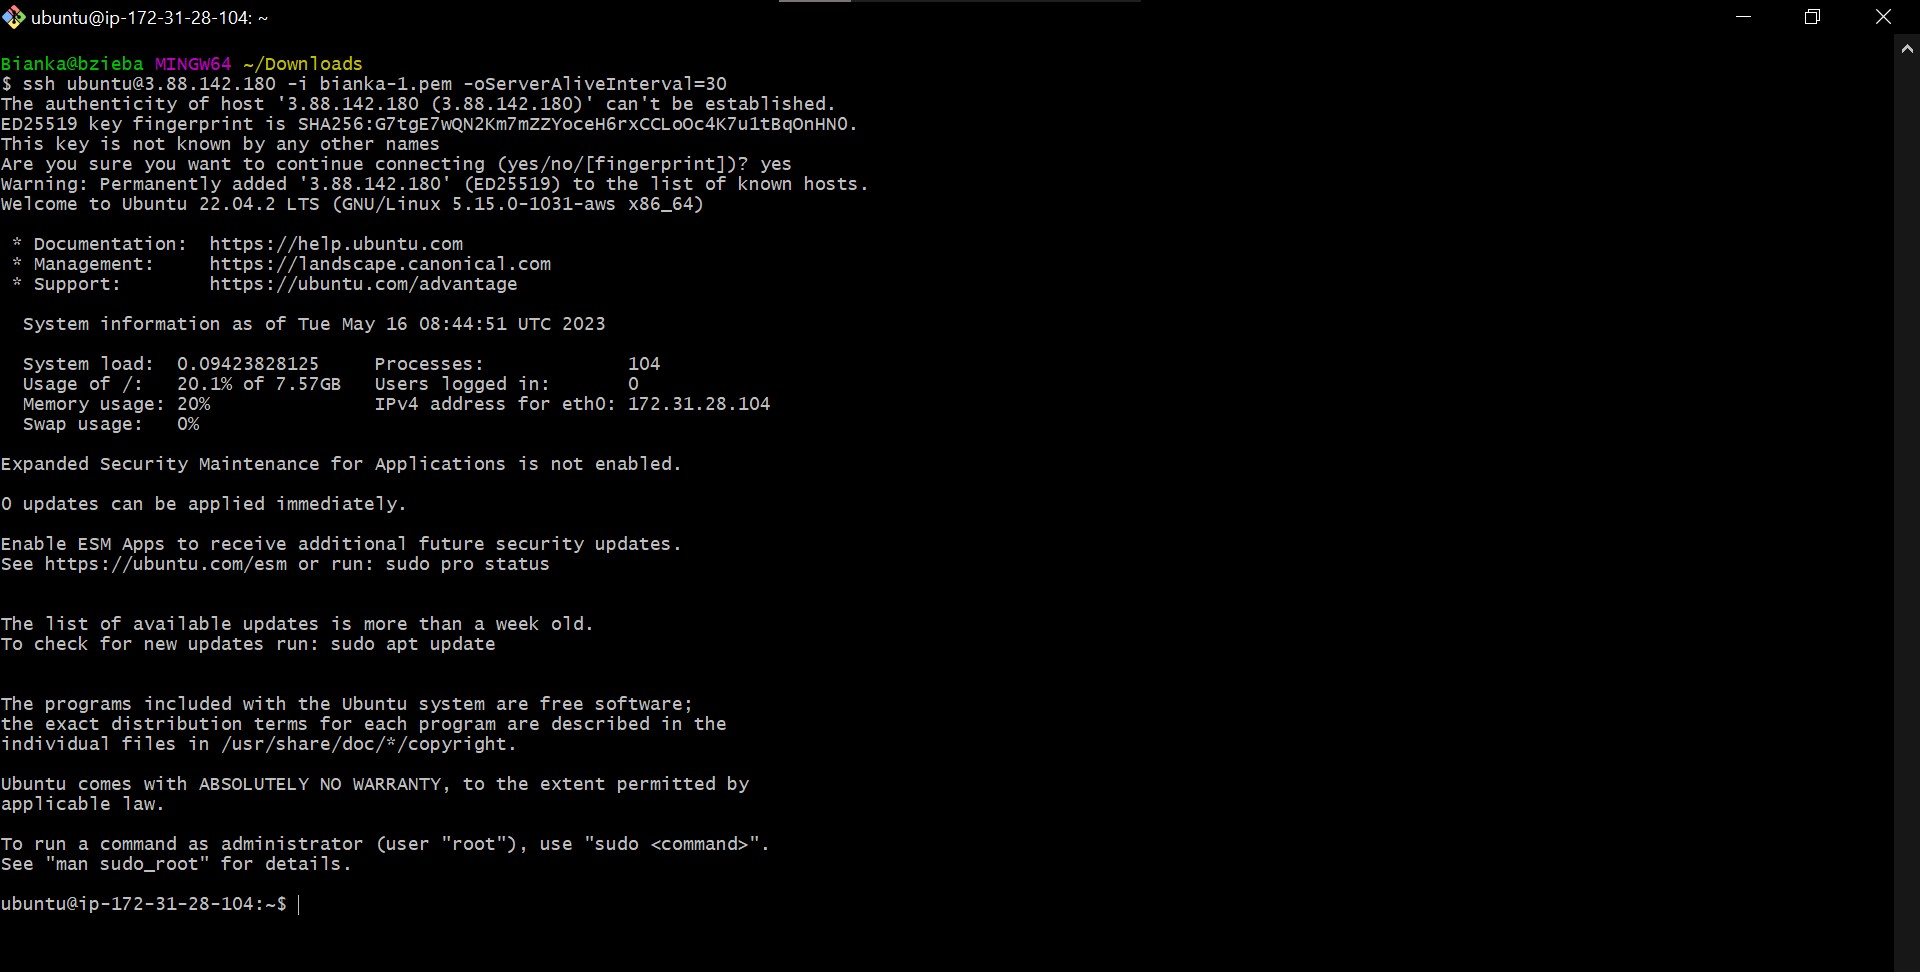 ubuntu@ip-172-31-28-104: ~
Bianka@bzieba MINGW64 ~/Downloads
$ ssh ubuntu@3.88.142.180 -i bianka-1.pem -oServerAliveInterval=30
The authenticity of host '3.88.142.180 (3.88.142.180)' can't be established.
ED25519 key fingerprint is SHA256:G7tgE7wQN2Km7mZZYoceH6rxCCLoOc4K7u1tBqOnHN0.
This key is not known by any other names
Are you sure you want to continue connecting (yes/no/[fingerprint])? yes
Warning: Permanently added '3.88.142.180' (ED25519) to the list of known hosts.
Welcome to Ubuntu 22.04.2 LTS (GNU/Linux 5.15.0-1031-aws x86_64)
* Documentation:  https://help.ubuntu.com
* Management:     https://landscape.canonical.com
* Support:        https://ubuntu.com/advantage
System information as of Tue May 16 08:44:51 UTC 2023
System load:  0.09423828125     Processes:             104
Usage of /:   20.1% of 7.57GB   Users logged in:       0
Memory usage: 20%               IPv4 address for eth0: 172.31.28.104
Swap usage:   0%
Expanded Security Maintenance for Applications is not enabled.
0 updates can be applied immediately.
Enable ESM Apps to receive additional future security updates.
See https://ubuntu.com/esm or run: sudo pro status
The list of available updates is more than a week old.
To check for new updates run: sudo apt update
The programs included with the Ubuntu system are free software;
the exact distribution terms for each program are described in the
individual files in /usr/share/doc/*/copyright.
Ubuntu comes with ABSOLUTELY NO WARRANTY, to the extent permitted by
applicable law.
To run a command as administrator (user "root"), use "sudo <command>".
See "man sudo_root" for details.
ubuntu@ip-172-31-28-104:~$